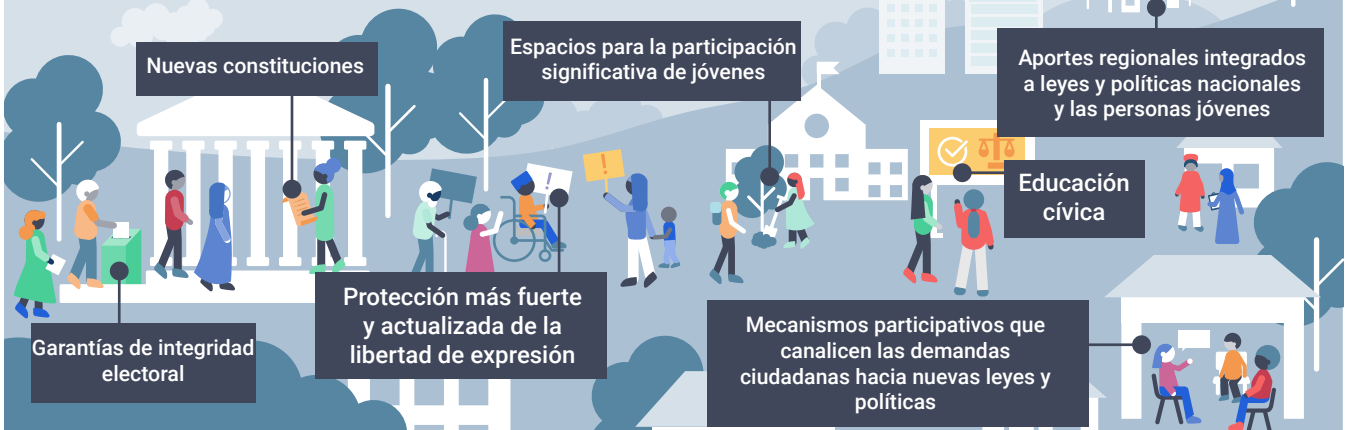 Nuevas constituciones
Espacios para la participación
significativa de jóvenes
Aportes regionales integrados
a leyes y políticas nacionales
y las personas jóvenes
Educación
cívica
Protección más fuerte
y actualizada de la
libertad de expresión
Garantías de integridad
electoral
Mecanismos participativos que
canalicen las demandas
ciudadanas hacia nuevas leyes y
políticas